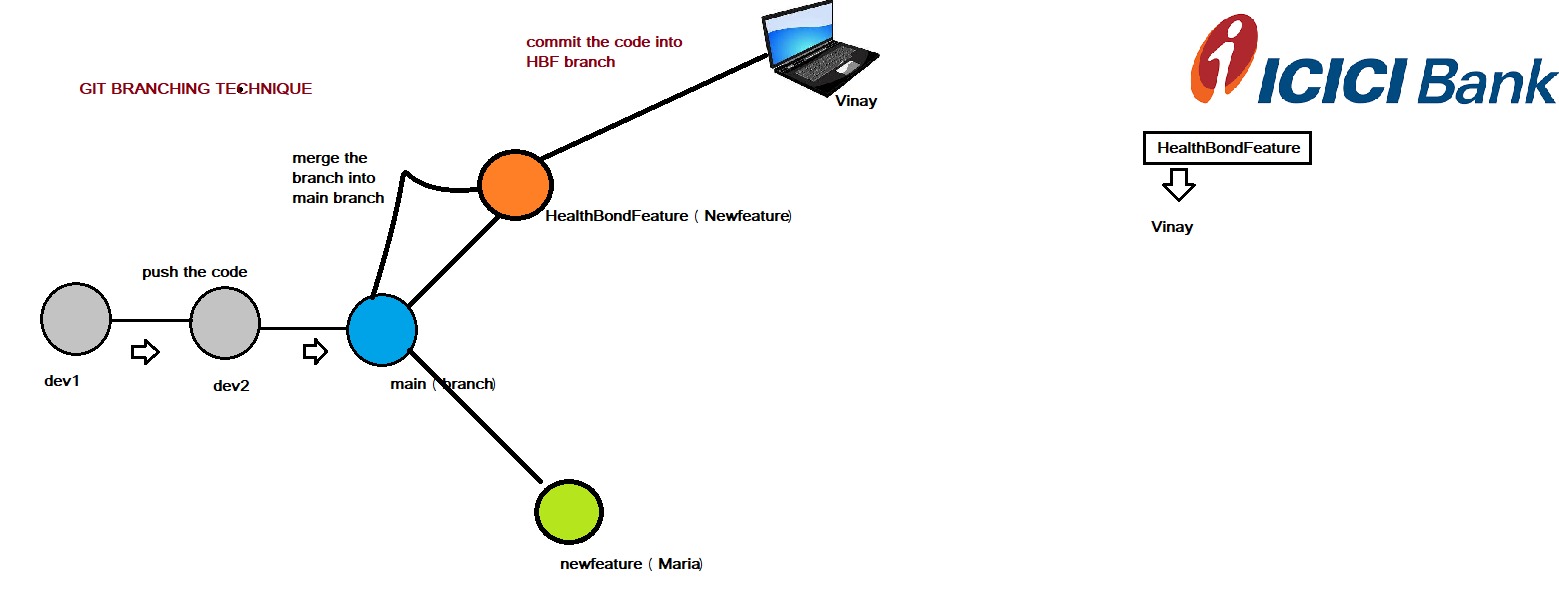 GIT BRANCHING TECHNIQUE
commit the code into
HBF branch
Vinay
ICICI Bank
HealthBondFeature
Vinay
merge the
branch into
main branch
HealthBondFeature ( Newfeature)
push the code
dev1
dev2
main ( branch)
newfeature ( Maria)